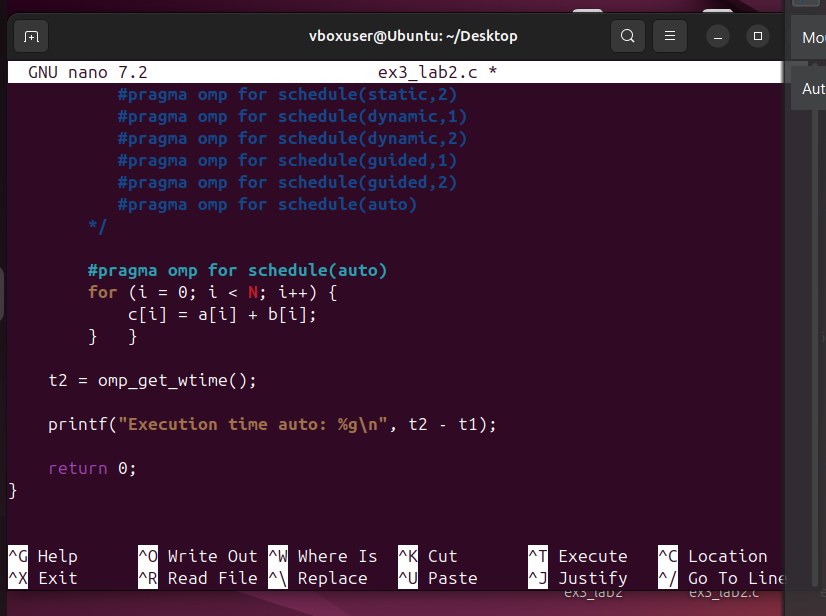 vboxuser@Ubuntu: ~/Desktop
Mou
Aut
GNU nano 7.2 ex3_lab2.c *
#pragma omp for schedule(static,2)
#pragma omp for schedule(dynamic,1)
#pragma omp for schedule(dynamic,2)
#pragma omp for schedule(guided,1)
#pragma omp for schedule(guided,2)
#pragma omp for schedule(auto)
*/
#pragma omp for schedule(auto)
for (i = 0; i < N; i++) {
c[i] = a[i] + b[i];
} }
t2 = omp_get_wtime();
printf("Execution time auto: %g\n", t2 - t1);
return 0;
}
^G Help ^O Write Out ^W Where Is ^K Cut ^T Execute ^C Location
^X Exit ^R Read File ^\ Replace ^U Paste ^J Justify ^/ Go To Line
ex3_lab2 ex3_lab2.c